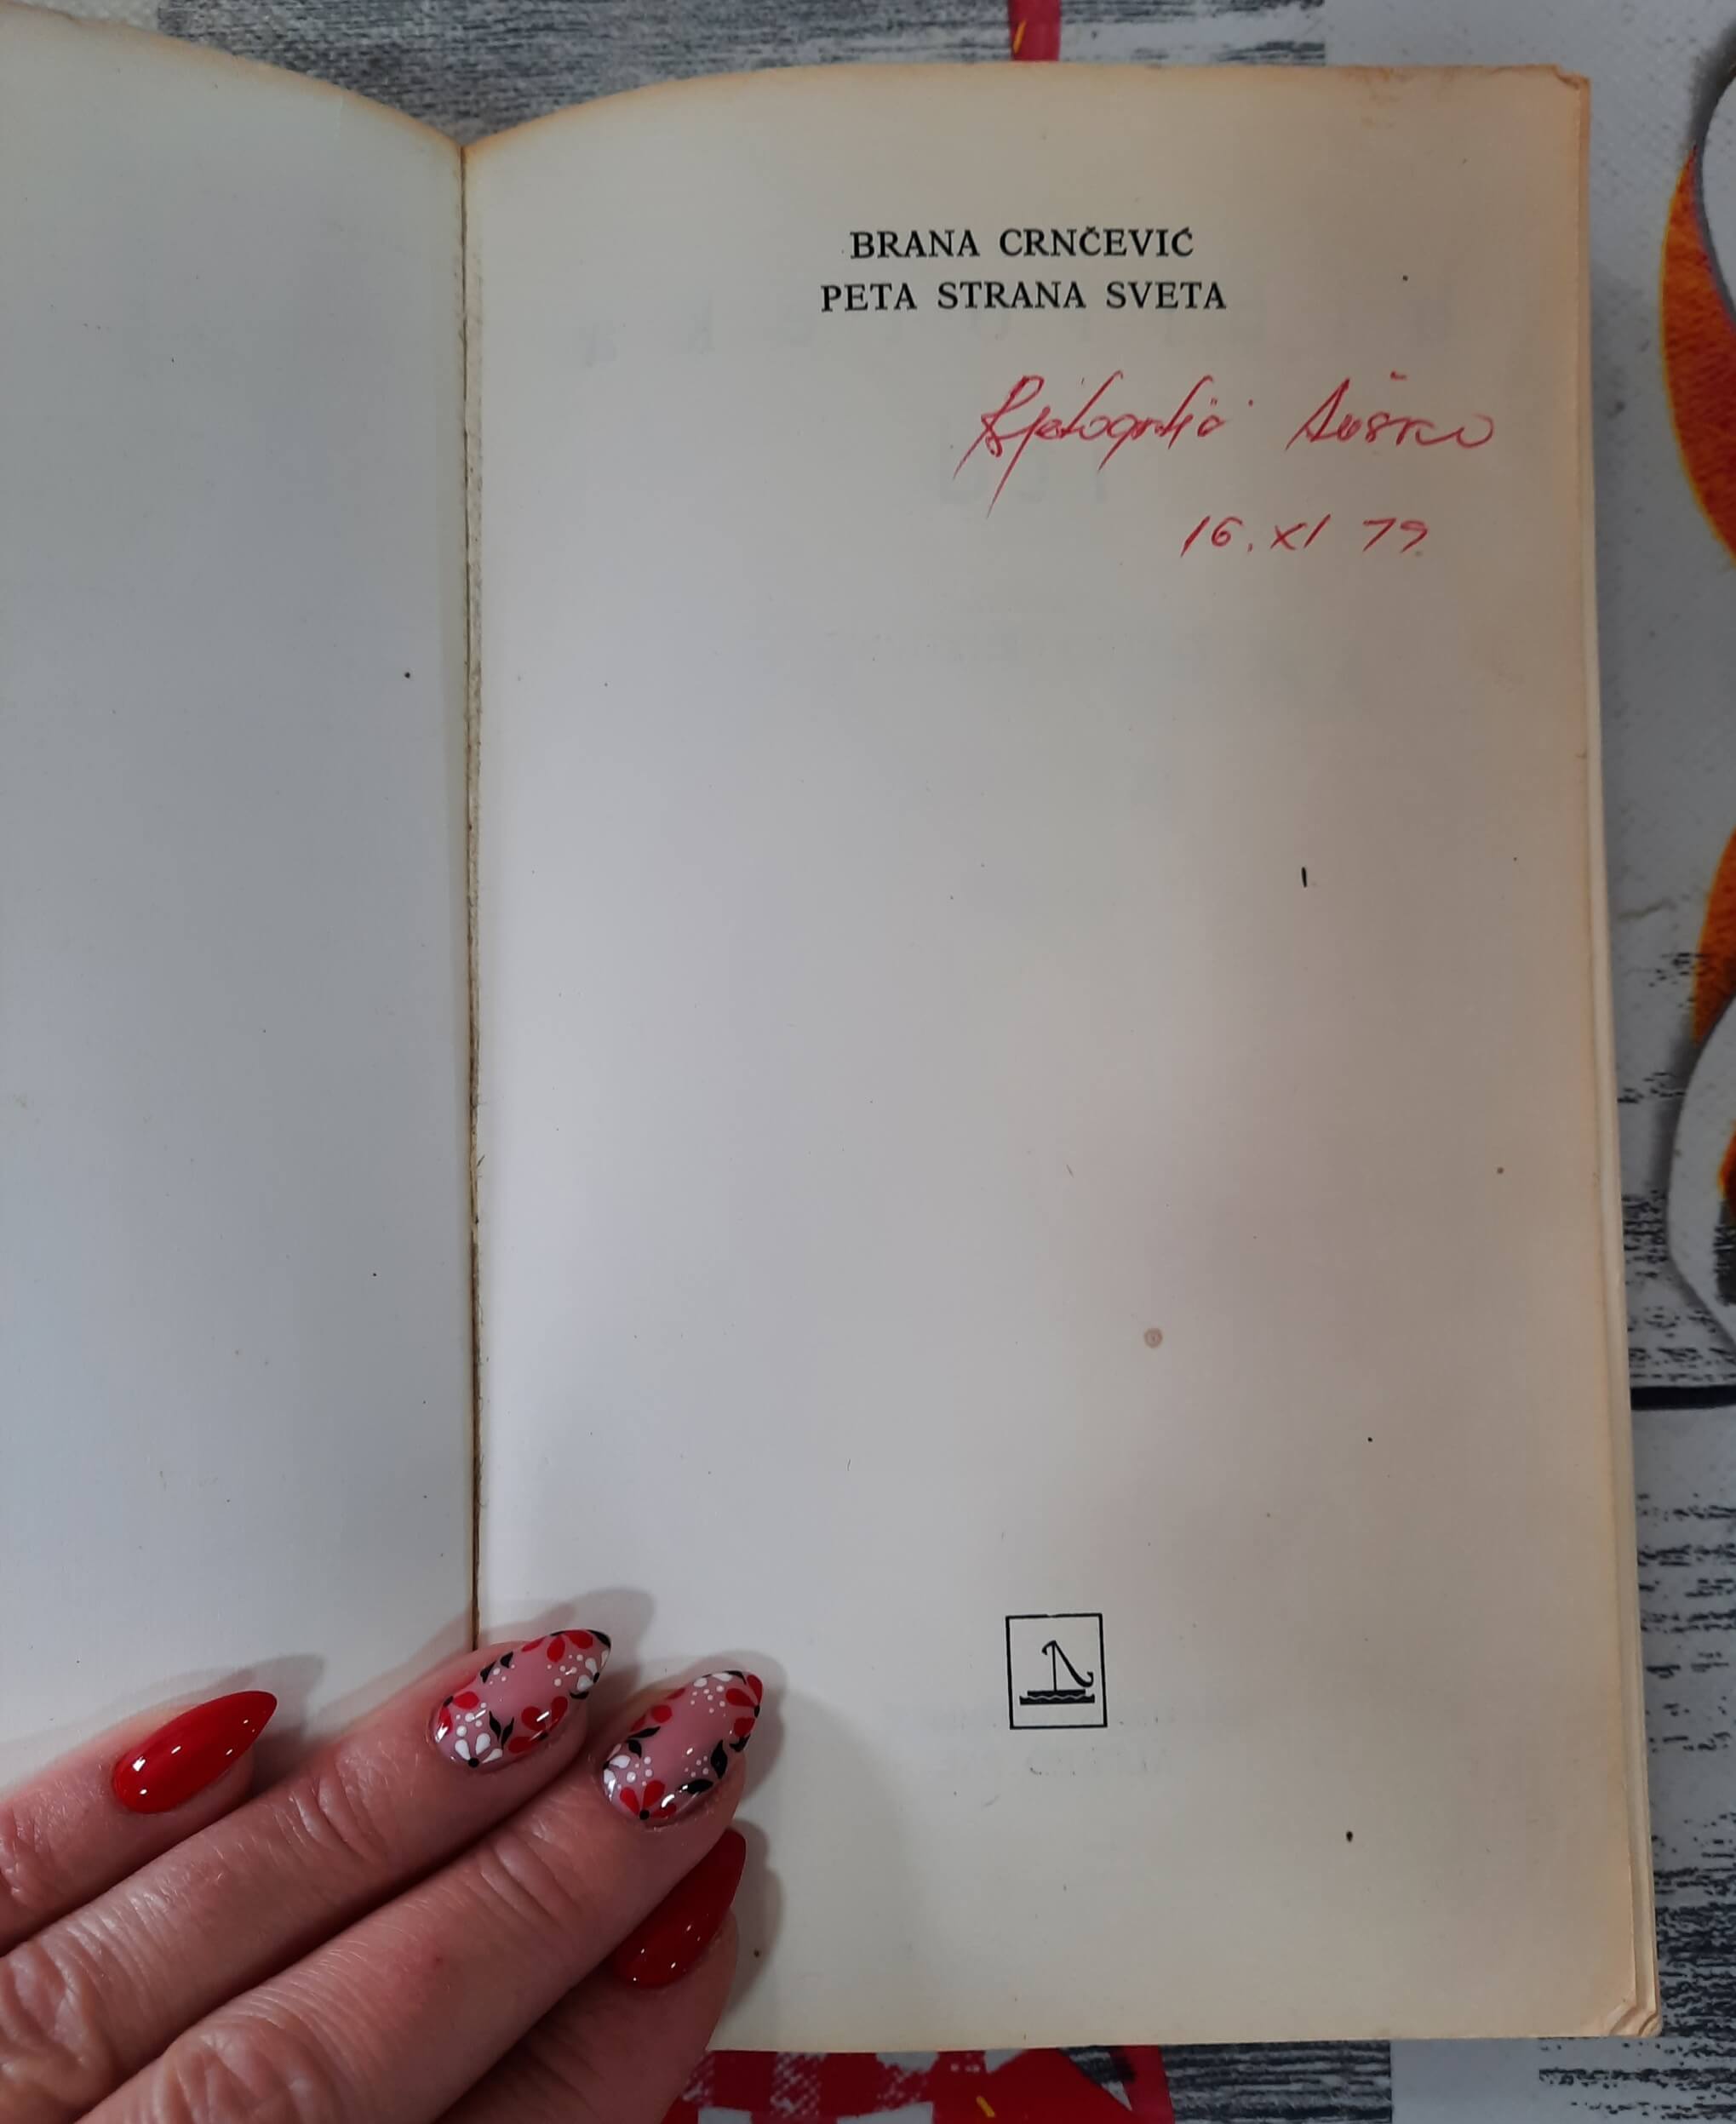 BRANA CRNČEVIĆ
PETA STRANA SVETA
16. XI 79